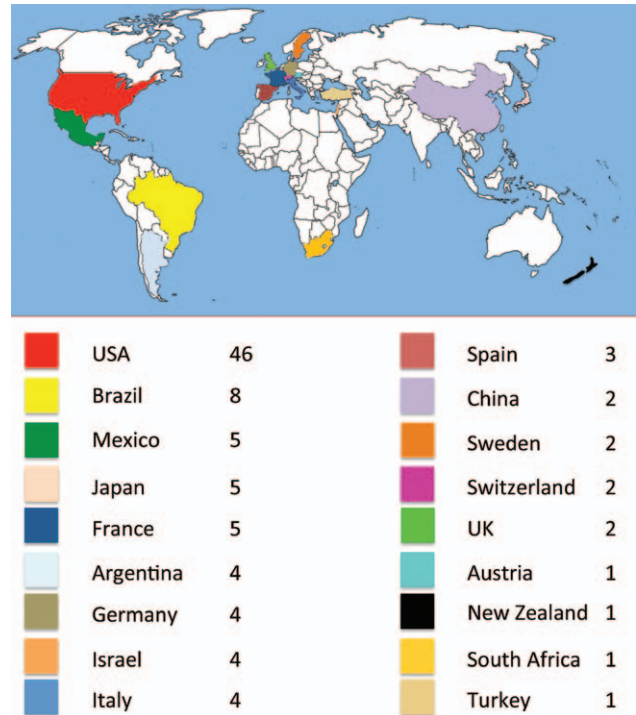 USA 46
Brazil 8
Mexico 5
Japan 5
France 5
Argentina 4
Germany 4
Israel 4
Italy 4
Spain 3
China 2
Sweden 2
Switzerland 2
UK 2
Austria 1
New Zealand 1
South Africa 1
Turkey 1